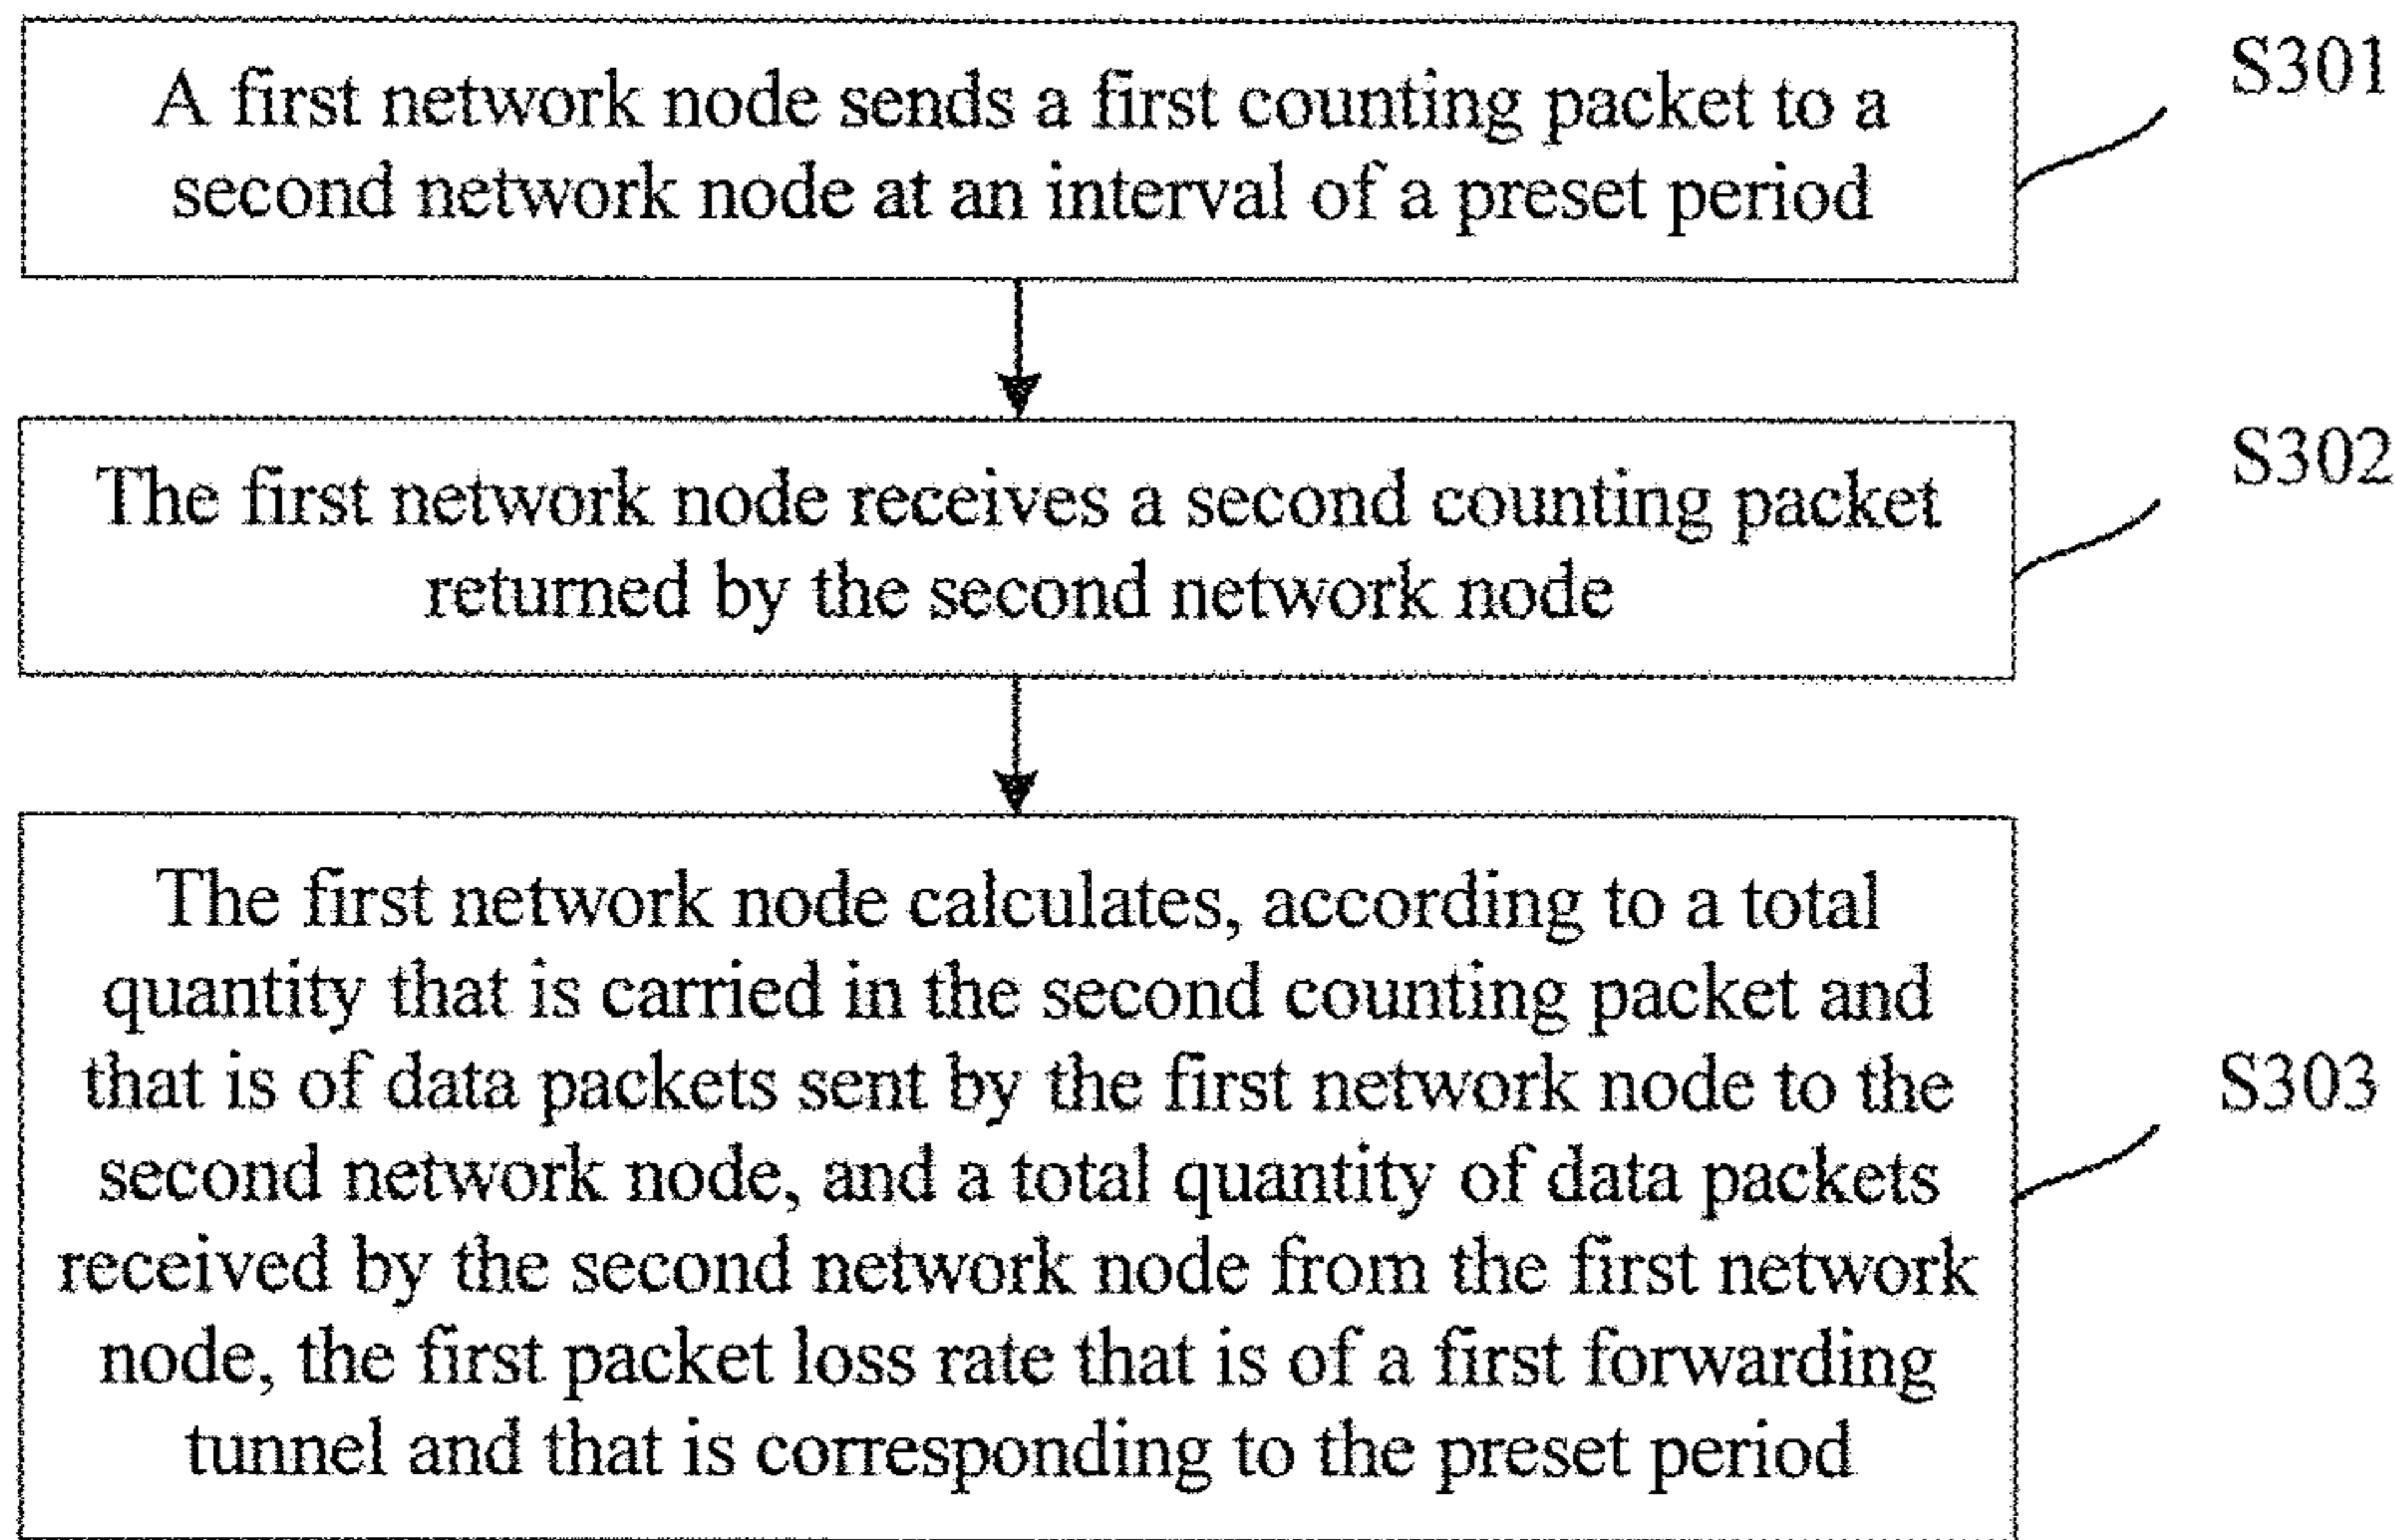 A first network node sends a first counting packet to a
second network node at an interval of a preset period
S301
The first network node receives a second counting packet
returned by the second network node
S302
The first network node calculates, according to a total
quantity that is carried in the second counting packet and
that is of data packets sent by the first network node to the
second network node, and a total quantity of data packets
received by the second network node from the first network
node, the first packet loss rate that is of a first forwarding
tunnel and that is corresponding to the preset period
S303